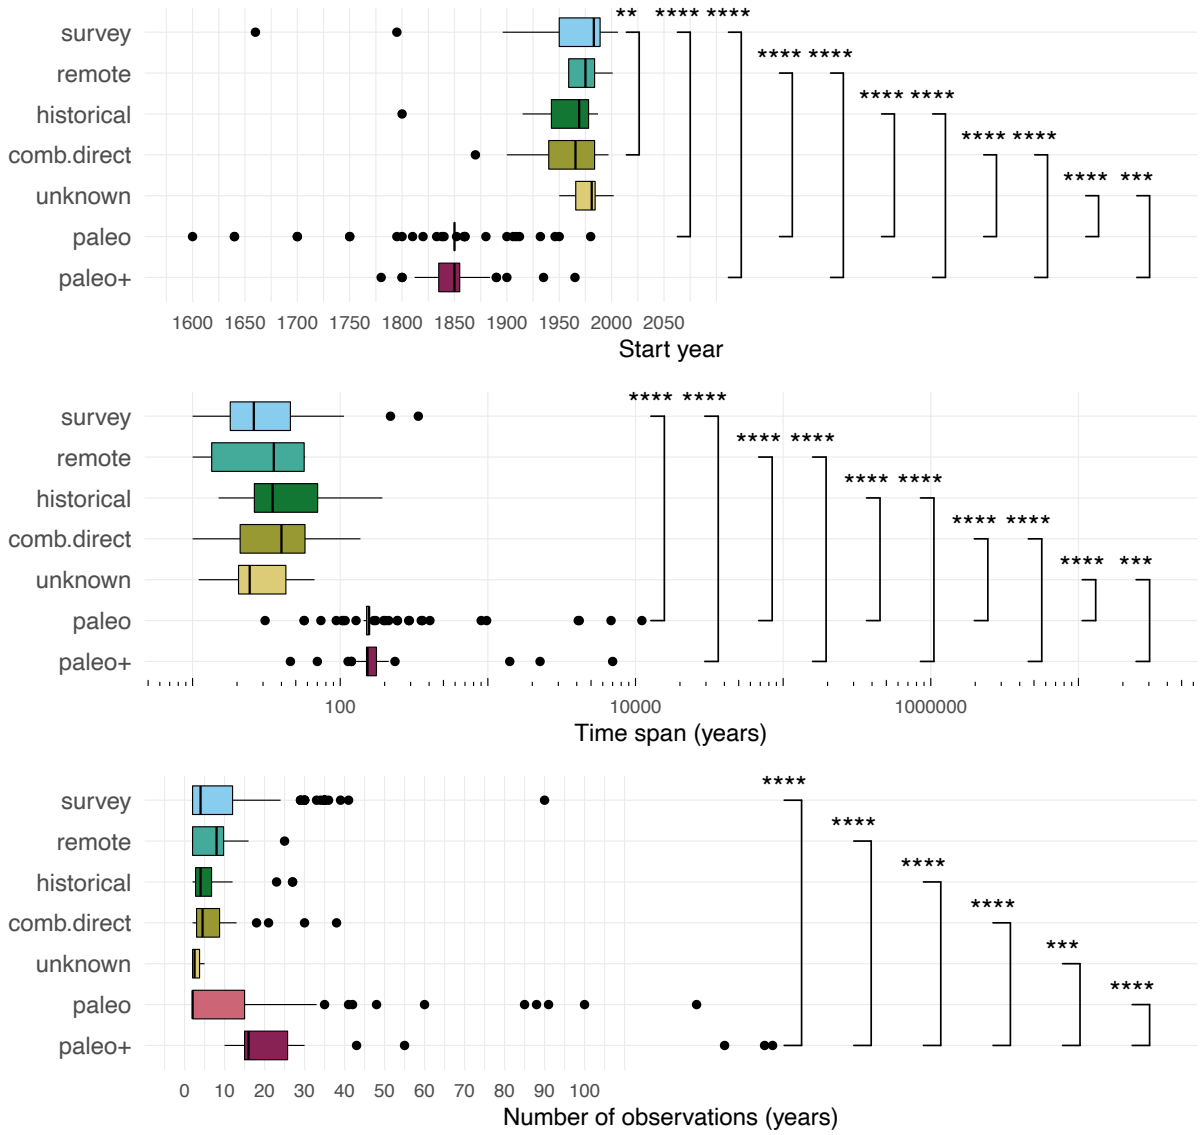 ** **** ****
survey
**** ****
remote
**** ****
historical
**** ****
comb.direct
**** ***
unknown
paleo
paleo+
1600 1650 1700 1750 1800 1850 1900 1950 2000 2050
Start year
**** ****
survey
**** ****
remote
**** ****
historical
**** ****
comb.direct
**** ***
unknown
paleo
paleo+
100 10000 1000000
Time span (years)
****
survey
****
remote
****
historical
****
comb.direct
***
unknown
****
paleo
paleo+
0 10 20 30 40 50 60 70 80 90 100
Number of observations (years)